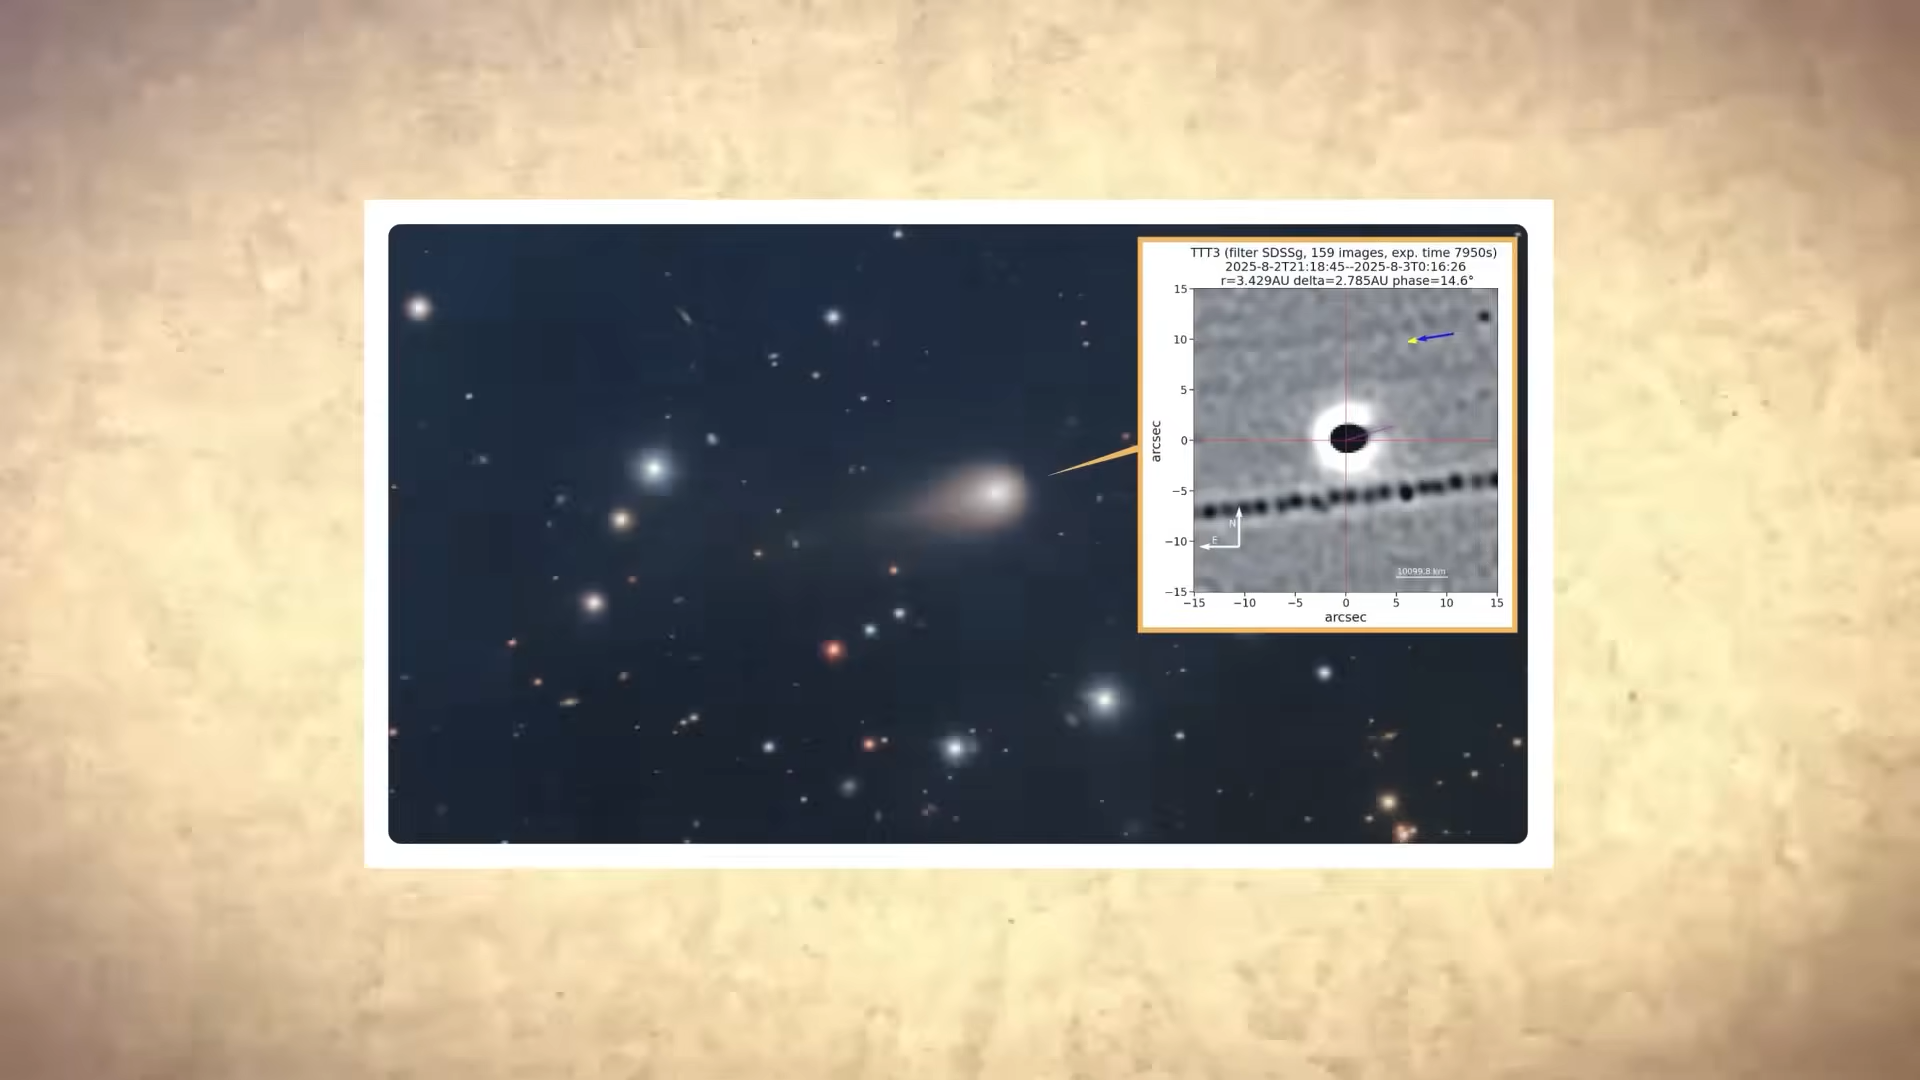 TTT3 (filter SDSSg, 159 images, exp. time 7950s)
2025-8-2T21:18:45--2025-8-3T0:16:26
r=3.429AU delta=2.785AU phase=14.6°
15
10
5
0
−5
−10
−15
arcsec
N
E
10099.8 km
−15 −10 −5 0 5 10 15
arcsec